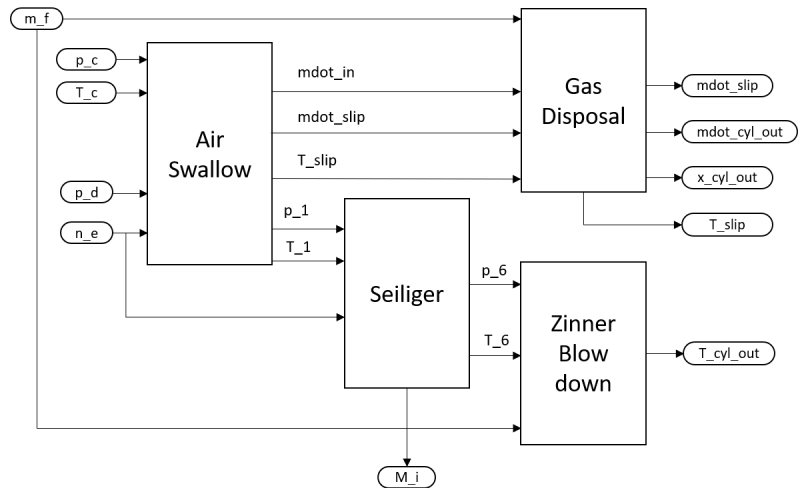 m_f
p_c
T_c
p_d
n_e
Air
Swallow
mdot_in
mdot_slip
T_slip
p_1
T_1
Gas
Disposal
mdot_slip
mdot_cyl_out
x_cyl_out
T_slip
Seiliger
p_6
T_6
Zinner
Blow
down
T_cyl_out
M_i